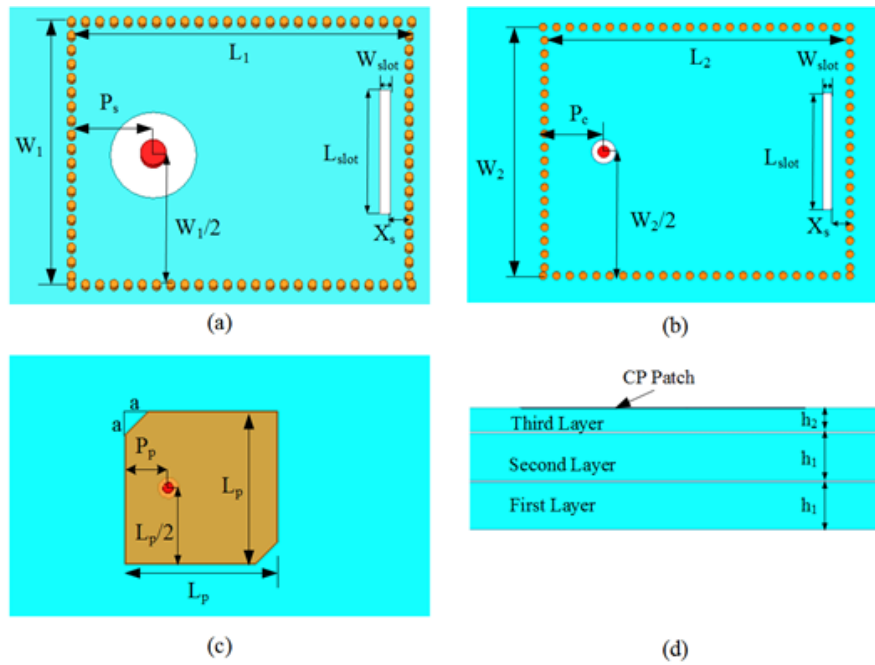 L₁
Wₛₗₒₜ
Pₛ
W₁
Lₛₗₒₜ
W₁/2
Xₛ
(a)
L₂
Wₛₗₒₜ
P_c
W₂
Lₛₗₒₜ
W₂/2
Xₛ
(b)
a
a
Pₚ
Lₚ
Lₚ/2
Lₚ
(c)
CP Patch
Third Layer
h₂
Second Layer
h₁
First Layer
h₁
(d)